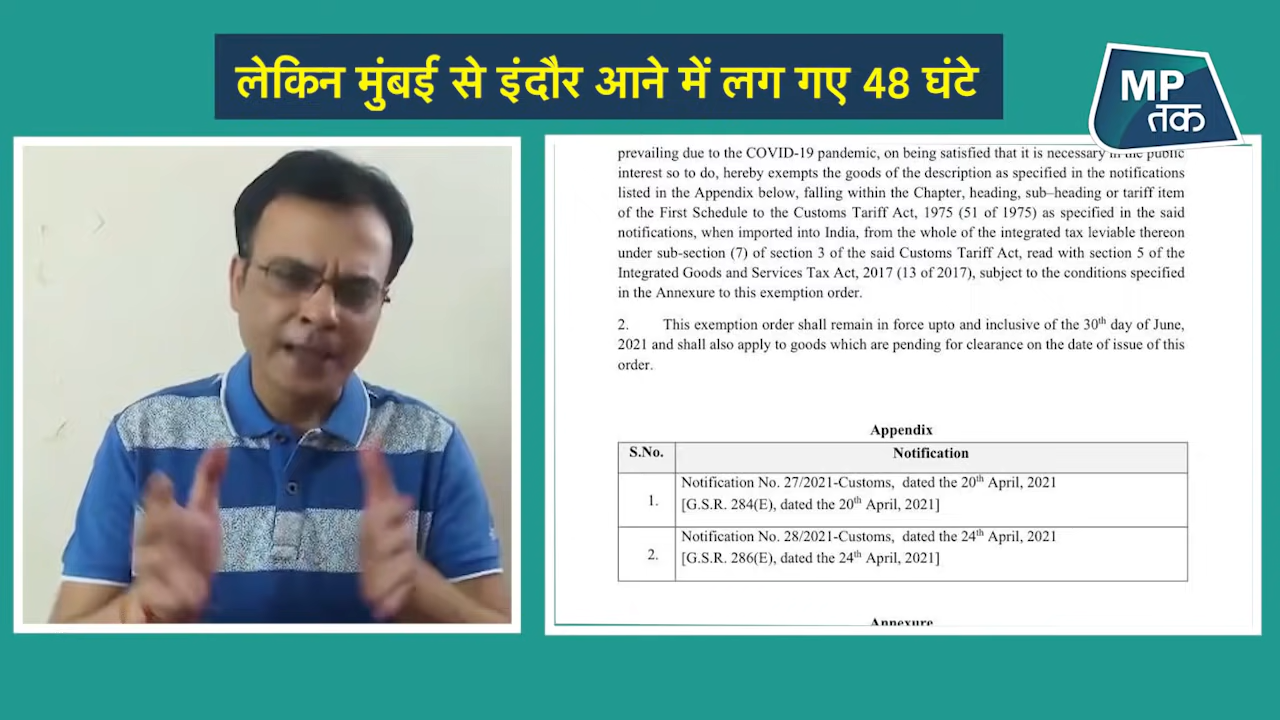 लेकिन मुंबई से इंदौर आने में लग गए 48 घंटे
MP
तक
prevailing due to the COVID-19 pandemic, on being satisfied that it is necessary in the public
interest so to do, hereby exempts the goods of the description as specified in the notifications
listed in the Appendix below, falling within the Chapter, heading, sub–heading or tariff item
of the First Schedule to the Customs Tariff Act, 1975 (51 of 1975) as specified in the said
notifications, when imported into India, from the whole of the integrated tax leviable thereon
under sub-section (7) of section 3 of the said Customs Tariff Act, read with section 5 of the
Integrated Goods and Services Tax Act, 2017 (13 of 2017), subject to the conditions specified
in the Annexure to this exemption order.
2. This exemption order shall remain in force upto and inclusive of the 30th day of June,
2021 and shall also apply to goods which are pending for clearance on the date of issue of this
order.
Appendix
S.No. Notification
1. Notification No. 27/2021-Customs, dated the 20th April, 2021
[G.S.R. 284(E), dated the 20th April, 2021]
2. Notification No. 28/2021-Customs, dated the 24th April, 2021
[G.S.R. 286(E), dated the 24th April, 2021]
Annexure